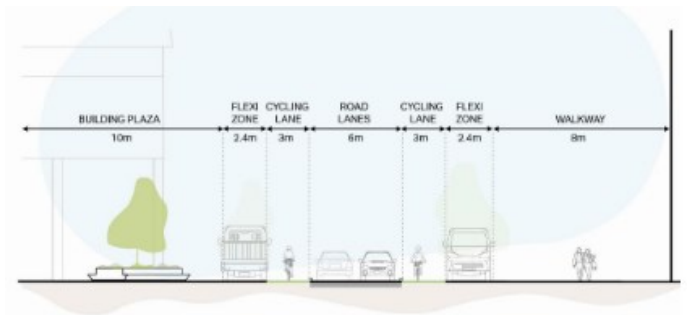 FLEXI CYCLING ROAD CYCLING FLEXI
BUILDING PLAZA ZONE LANE LANES LANE ZONE WALKWAY
10m 2.4m 3m 6m 3m 2.4m 8m